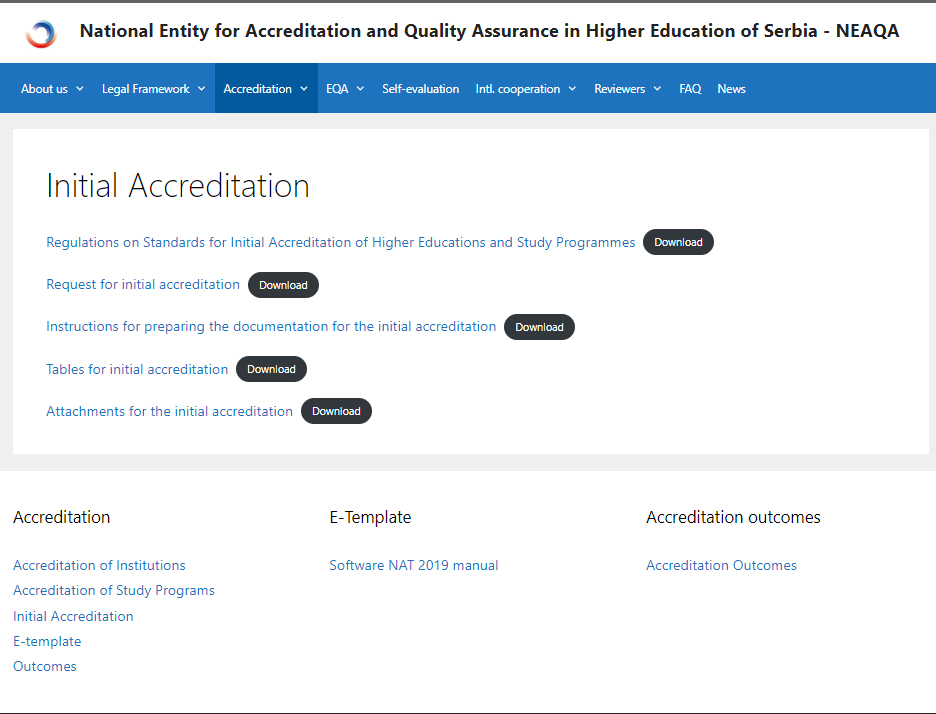 National Entity for Accreditation and Quality Assurance in Higher Education of Serbia - NEAQA
About us Legal Framework Accreditation EQA Self-evaluation Intl. cooperation Reviewers FAQ News
Initial Accreditation
Regulations on Standards for Initial Accreditation of Higher Educations and Study Programmes Download
Request for initial accreditation Download
Instructions for preparing the documentation for the initial accreditation Download
Tables for initial accreditation Download
Attachments for the initial accreditation Download
Accreditation
Accreditation of Institutions
Accreditation of Study Programs
Initial Accreditation
E-template
Outcomes
E-Template
Software NAT 2019 manual
Accreditation outcomes
Accreditation Outcomes